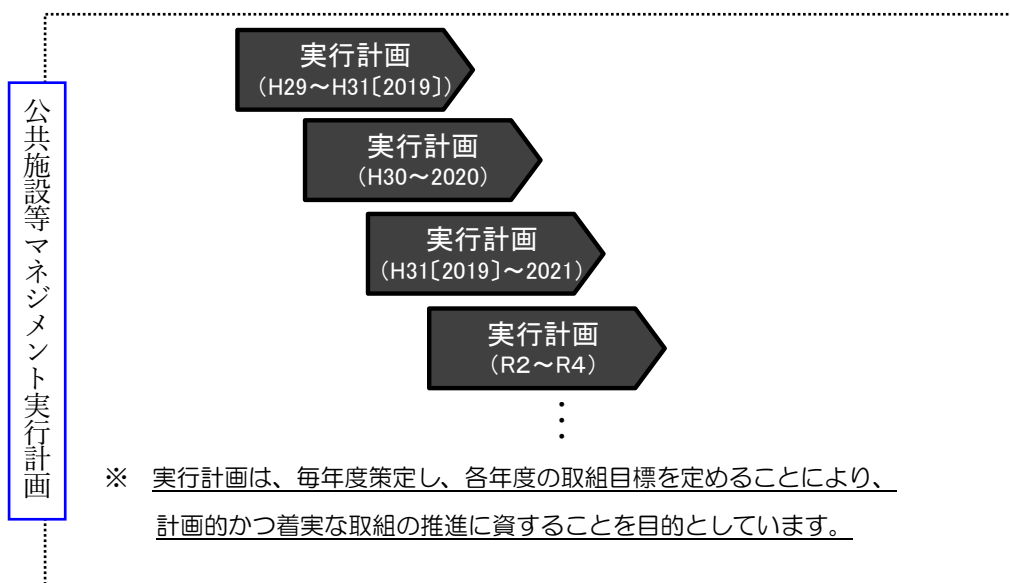 公共施設等マネジメント実行計画
実行計画
（H29～H31〔2019〕）
実行計画
（H30～2020）
実行計画
（H31〔2019〕～2021）
実行計画
（R2～R4）
※　実行計画は、毎年度策定し、各年度の取組目標を定めることにより、
計画的かつ着実な取組の推進に資することを目的としています。